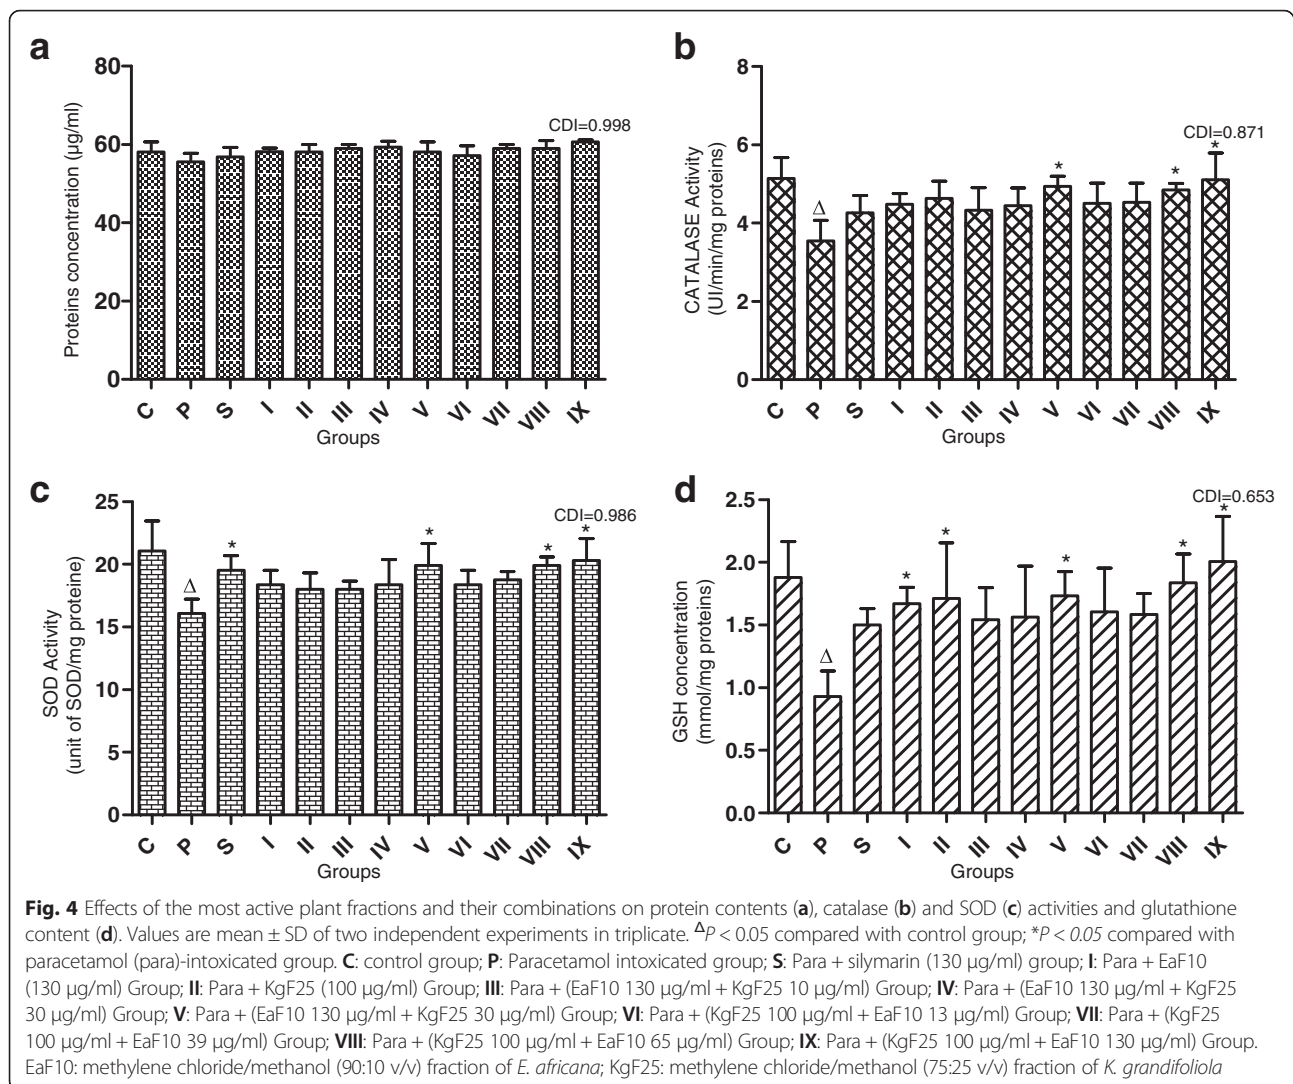 a
80
60
40
20
0
Proteins concentration (µg/ml)
CDI=0.998
C P S I II III IV V VI VII VIII IX
Groups
b
8
6
4
2
0
CATALASE Activity
(UI/min/mg proteins)
CDI=0.871
Δ * * *
C P S I II III IV V VI VII VIII IX
Groups
c
25
20
15
10
5
0
SOD Activity
(unit of SOD/mg proteine)
CDI=0.986
Δ * * * *
C P S I II III IV V VI VII VIII IX
Groups
d
2.5
2.0
1.5
1.0
0.5
0.0
GSH concentration
(mmol/mg proteins)
CDI=0.653
Δ * * * * *
C P S I II III IV V VI VII VIII IX
Groups
Fig. 4 Effects of the most active plant fractions and their combinations on protein contents (a), catalase (b) and SOD (c) activities and glutathione
content (d). Values are mean ± SD of two independent experiments in triplicate. ΔP < 0.05 compared with control group; *P < 0.05 compared with
paracetamol (para)-intoxicated group. C: control group; P: Paracetamol intoxicated group; S: Para + silymarin (130 µg/ml) group; I: Para + EaF10
(130 µg/ml) Group; II: Para + KgF25 (100 µg/ml) Group; III: Para + (EaF10 130 µg/ml + KgF25 10 µg/ml) Group; IV: Para + (EaF10 130 µg/ml + KgF25
30 µg/ml) Group; V: Para + (EaF10 130 µg/ml + KgF25 30 µg/ml) Group; VI: Para + (KgF25 100 µg/ml + EaF10 13 µg/ml) Group; VII: Para + (KgF25
100 µg/ml + EaF10 39 µg/ml) Group; VIII: Para + (KgF25 100 µg/ml + EaF10 65 µg/ml) Group; IX: Para + (KgF25 100 µg/ml + EaF10 130 µg/ml) Group.
EaF10: methylene chloride/methanol (90:10 v/v) fraction of E. africana; KgF25: methylene chloride/methanol (75:25 v/v) fraction of K. grandifoliola